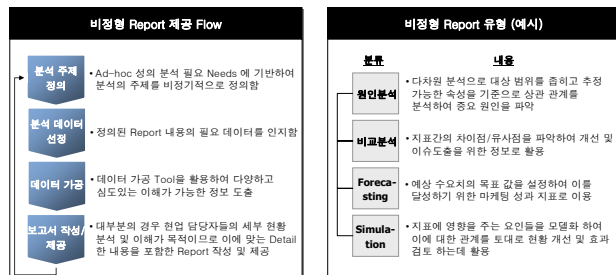 비정형 Report 제공 Flow
분석 주제
정의
• Ad-hoc 성의 분석 필요 Needs 에 기반하여
분석의 주제를 비정기적으로 정의함
분석 데이터
선정
• 정의된 Report 내용의 필요 데이터를 인지함
데이터 가공
• 데이터 가공 Tool을 활용하여 다양하고
심도있는 이해가 가능한 정보 도출
보고서 작성/
제공
• 대부분의 경우 현업 담당자들의 세부 현황
분석 및 이해가 목적이므로 이에 맞는 Detail
한 내용을 포함한 Report 작성 및 제공
비정형 Report 유형 (예시)
분류
내용
원인분석
• 다차원 분석으로 대상 범위를 좁히고 추정
가능한 속성을 기준으로 상관 관계를
분석하여 중요 원인을 파악
비교분석
• 지표간의 차이점/유사점을 파악하여 개선 및
이슈도출을 위한 정보로 활용
Foreca-
sting
• 예상 수요치의 목표 값을 설정하여 이를
달성하기 위한 마케팅 성과 지표로 이용
Simula-
tion
• 지표에 영향을 주는 요인들을 모델화 하여
이에 대한 관계를 토대로 현황 개선 및 효과
검토 하는데 활용